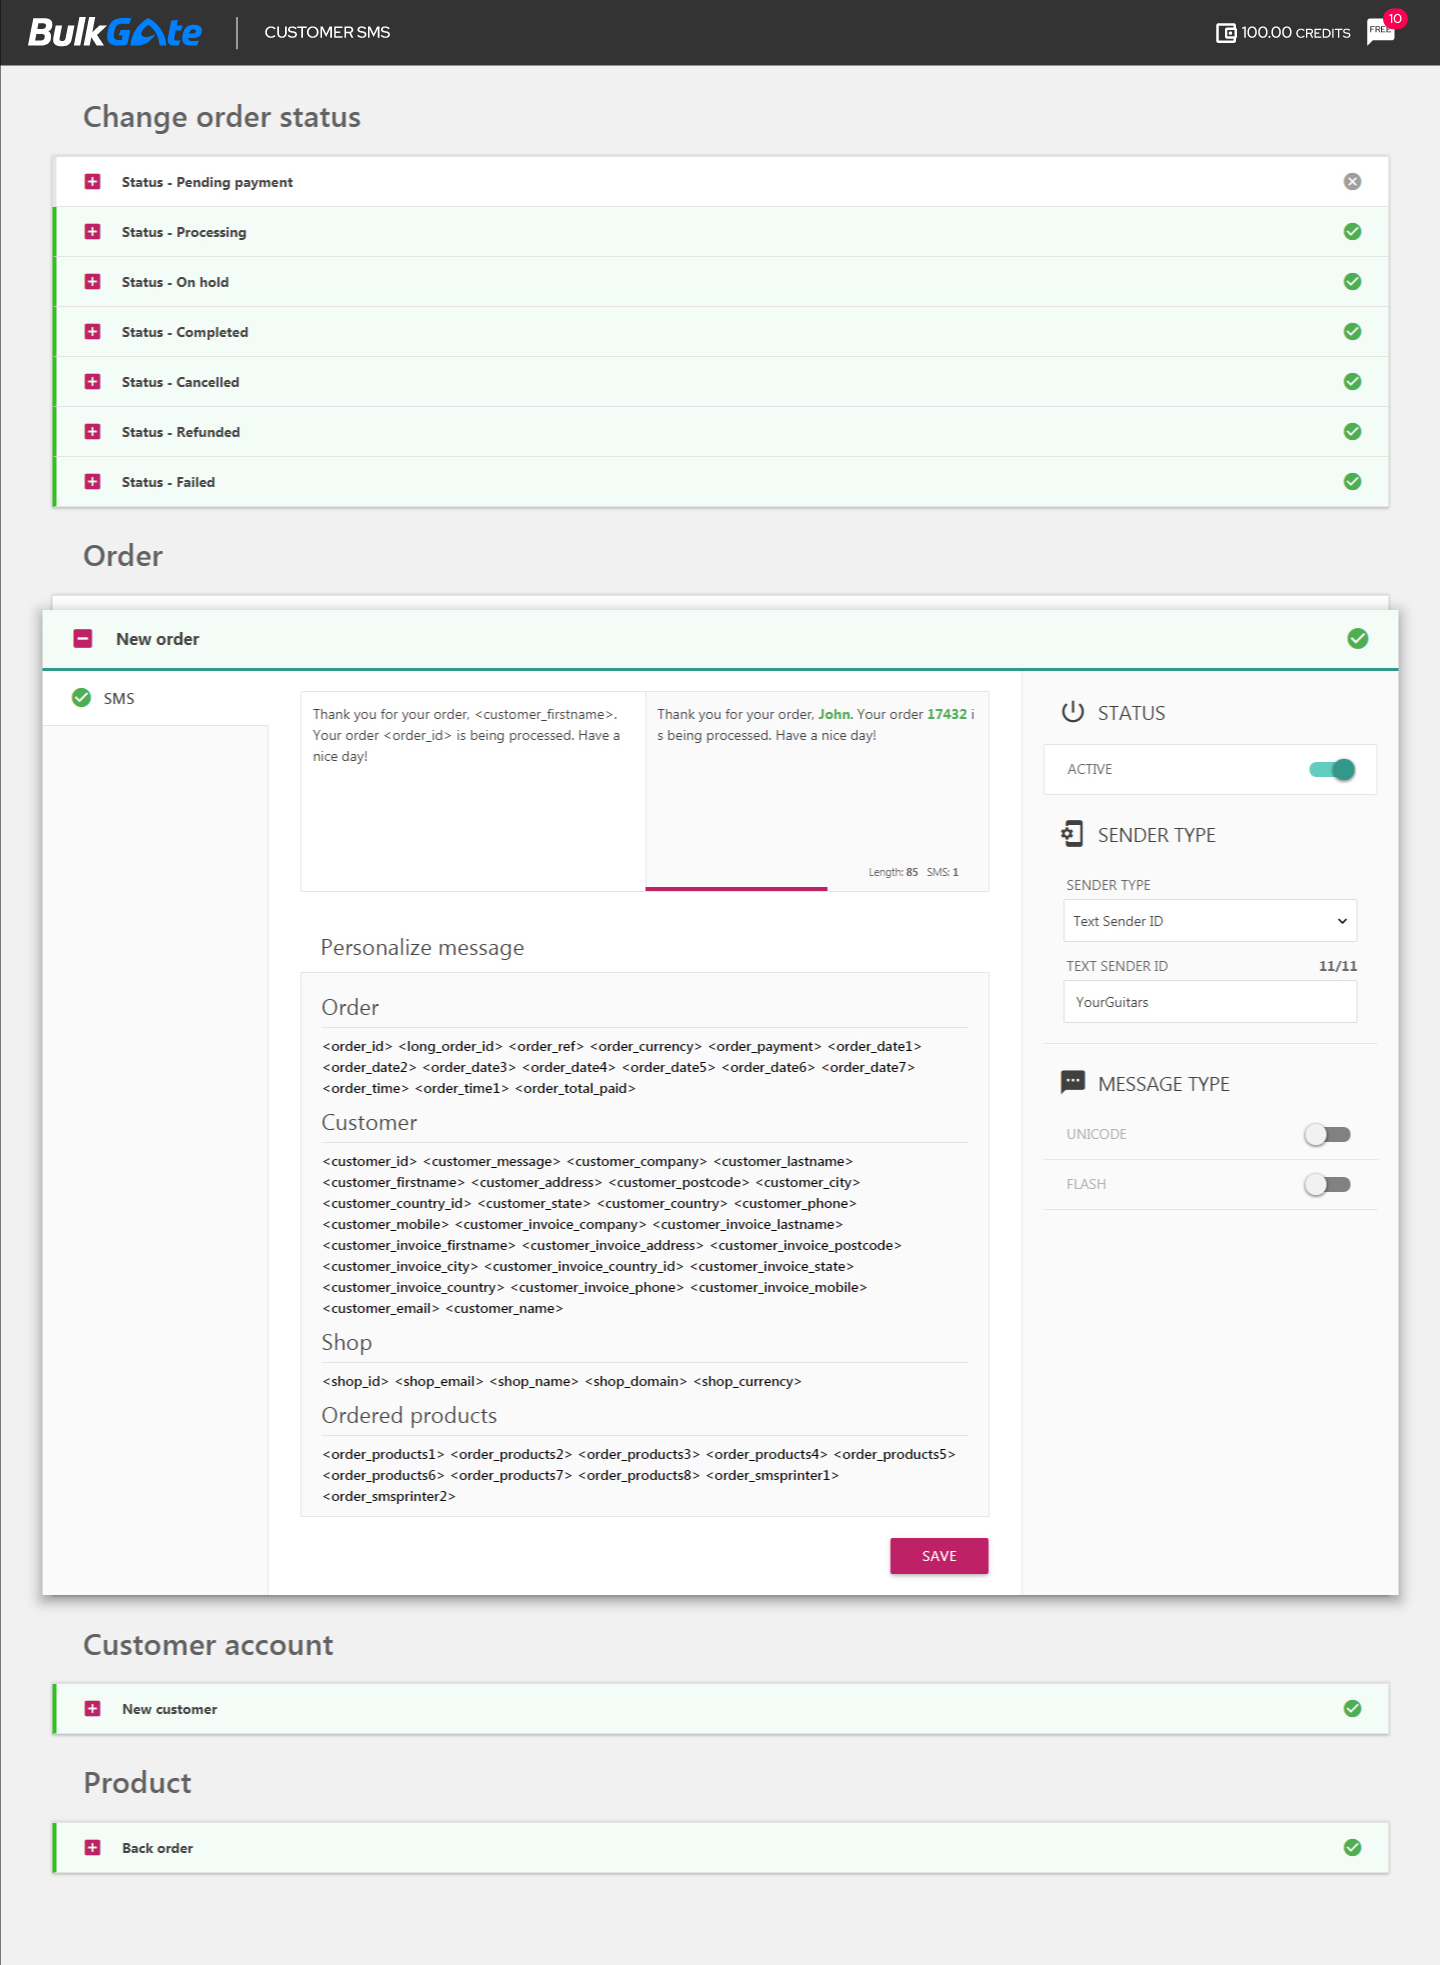 BulkGate
CUSTOMER SMS
100.00 CREDITS
FREE
10
Change order status
Status - Pending payment
Status - Processing
Status - On hold
Status - Completed
Status - Cancelled
Status - Refunded
Status - Failed
Order
New order
SMS
Thank you for your order, <customer_firstname>.
Your order <order_id> is being processed. Have a
nice day!
Thank you for your order, John. Your order 17432 i
s being processed. Have a nice day!
Length: 85 SMS: 1
Personalize message
Order
<order_id> <long_order_id> <order_ref> <order_currency> <order_payment> <order_date1>
<order_date2> <order_date3> <order_date4> <order_date5> <order_date6> <order_date7>
<order_time> <order_time1> <order_total_paid>
Customer
<customer_id> <customer_message> <customer_company> <customer_lastname>
<customer_firstname> <customer_address> <customer_postcode> <customer_city>
<customer_country_id> <customer_state> <customer_country> <customer_phone>
<customer_mobile> <customer_invoice_company> <customer_invoice_lastname>
<customer_invoice_firstname> <customer_invoice_address> <customer_invoice_postcode>
<customer_invoice_city> <customer_invoice_country_id> <customer_invoice_state>
<customer_invoice_country> <customer_invoice_phone> <customer_invoice_mobile>
<customer_email> <customer_name>
Shop
<shop_id> <shop_email> <shop_name> <shop_domain> <shop_currency>
Ordered products
<order_products1> <order_products2> <order_products3> <order_products4> <order_products5>
<order_products6> <order_products7> <order_products8> <order_smsprinter1>
<order_smsprinter2>
SAVE
STATUS
ACTIVE
SENDER TYPE
SENDER TYPE
Text Sender ID
TEXT SENDER ID 11/11
YourGuitars
MESSAGE TYPE
UNICODE
FLASH
Customer account
New customer
Product
Back order